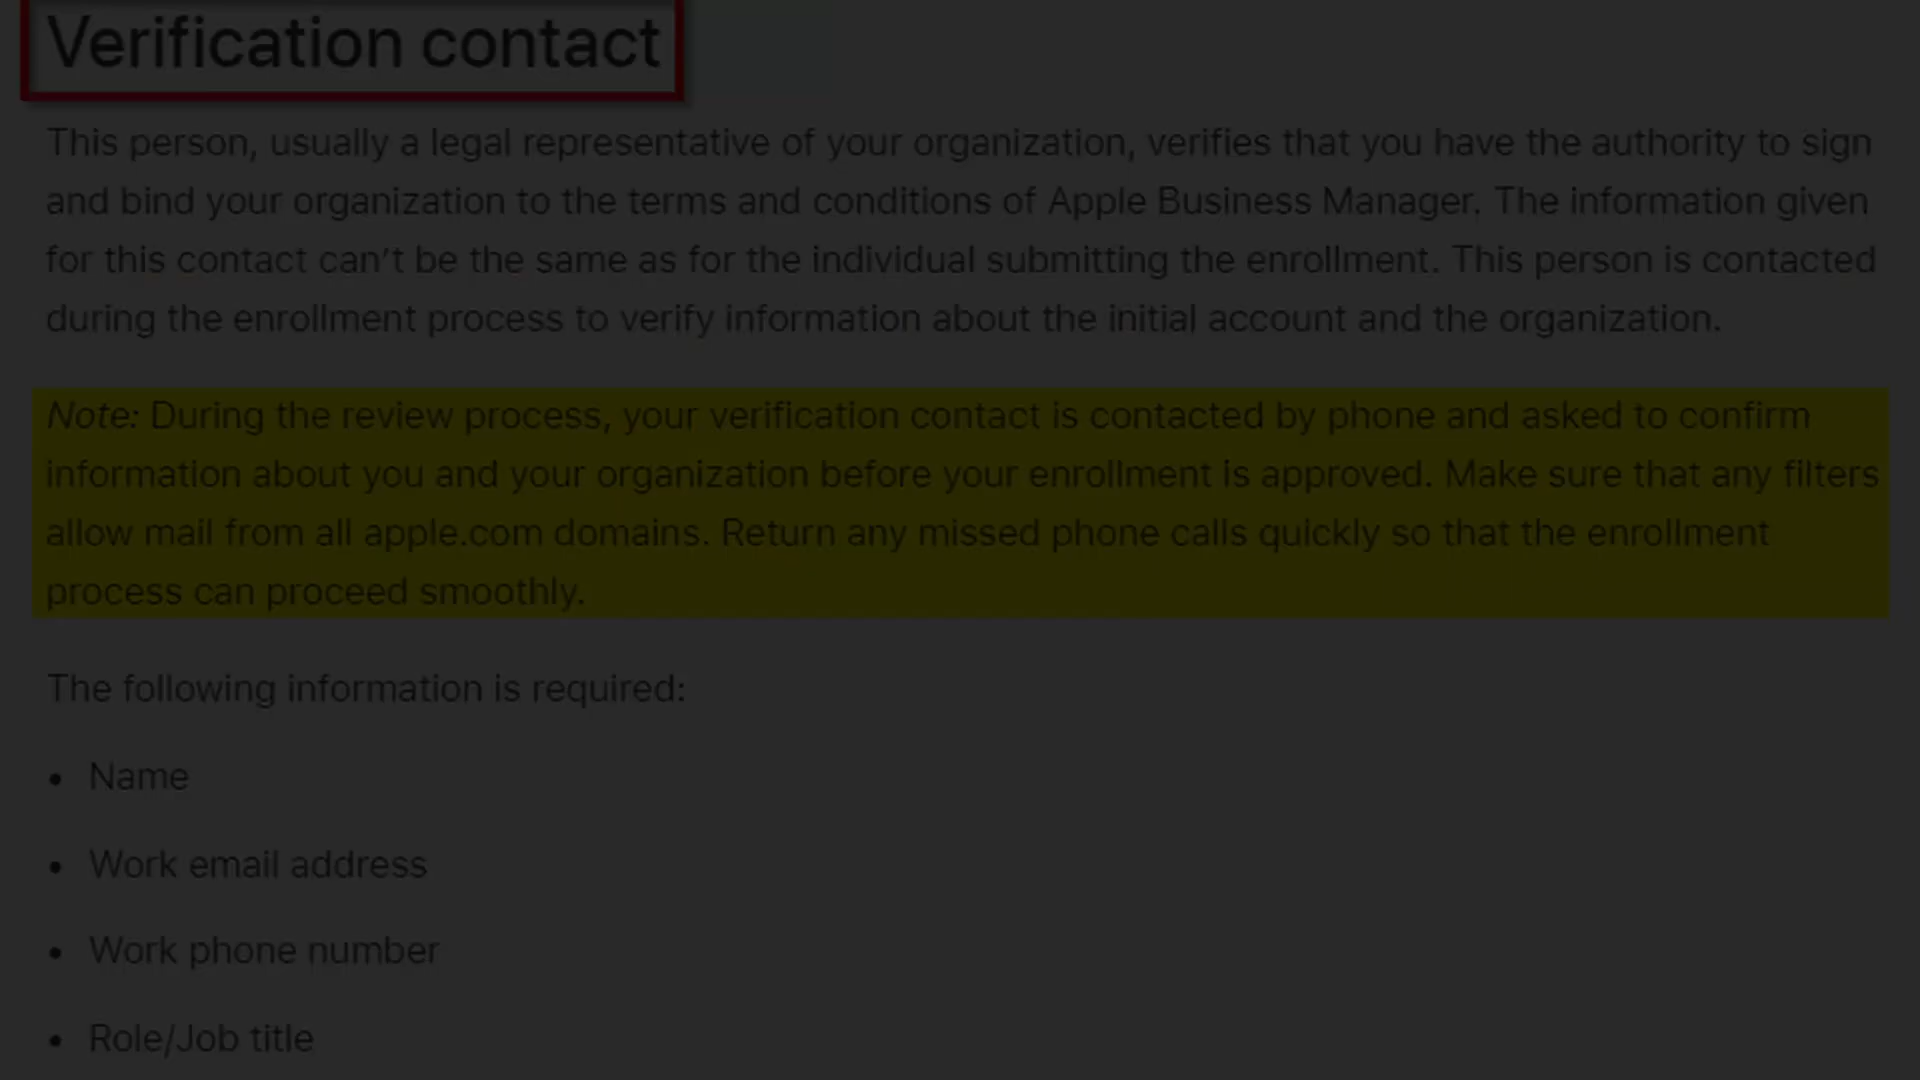 Verification contact
This person, usually a legal representative of your organization, verifies that you have the authority to sign
and bind your organization to the terms and conditions of Apple Business Manager. The information given
for this contact can’t be the same as for the individual submitting the enrollment. This person is contacted
during the enrollment process to verify information about the initial account and the organization.
Note: During the review process, your verification contact is contacted by phone and asked to confirm
information about you and your organization before your enrollment is approved. Make sure that any filters
allow mail from all apple.com domains. Return any missed phone calls quickly so that the enrollment
process can proceed smoothly.
The following information is required:
• Name
• Work email address
• Work phone number
• Role/Job title